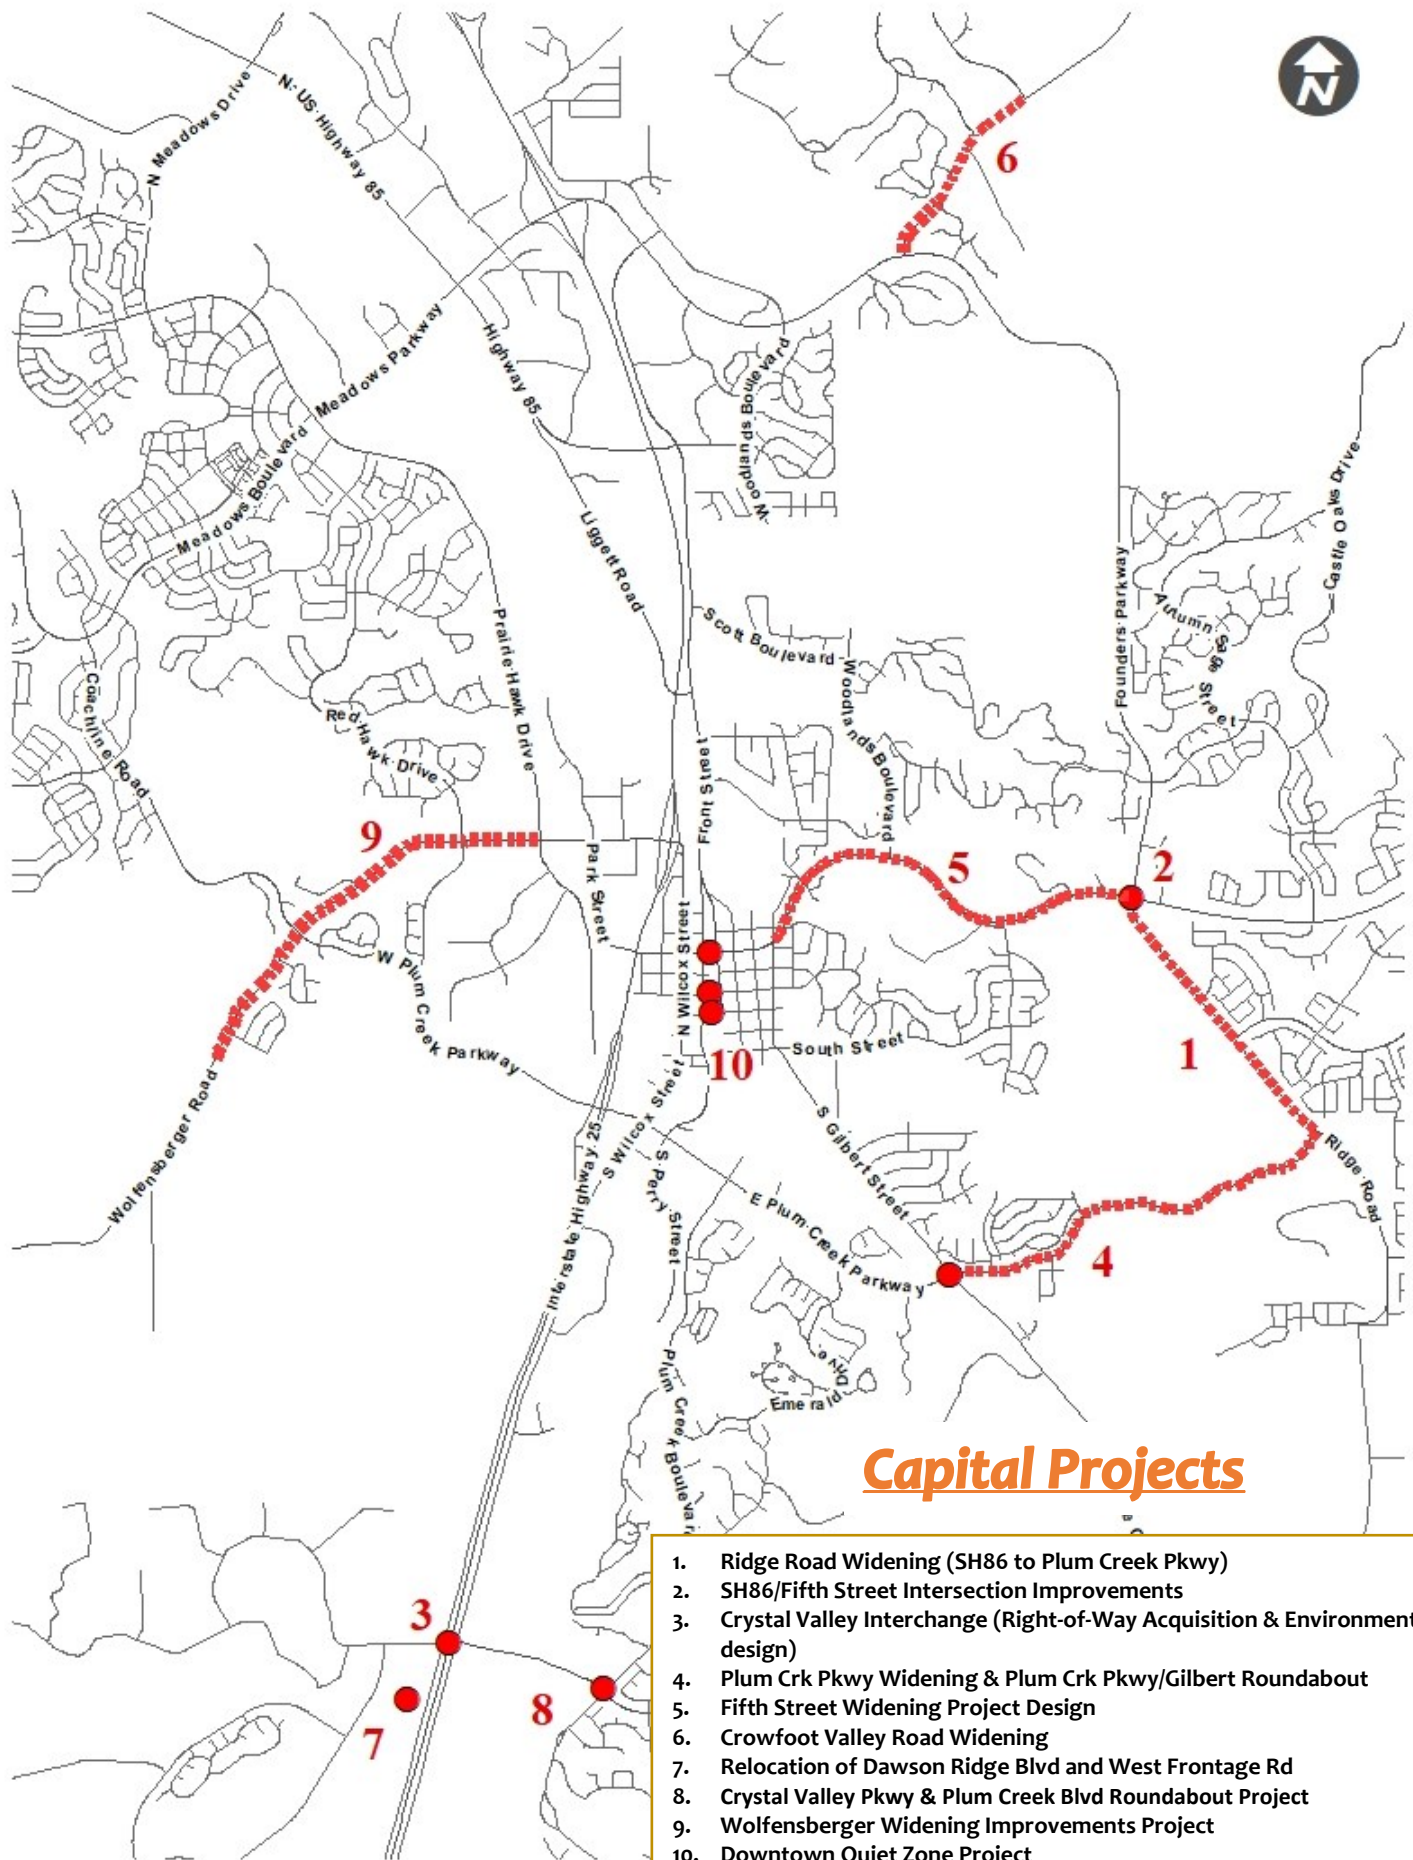 N
N Meadows Drive
N US Highway 85
6
Meadows Parkway
Highway 85
Woodlands Boulevard
Meadows Boulevard
Liggett Road
Castle Oaks Drive
Founders Parkway
Autumn Sage Street
Scott Boulevard
Woodlands Boulevard
Prairie Hawk Drive
Coachline Road
Red Hawk Drive
Front Street
9
Park Street
5
2
N Wilcox Street
W Plum Creek Parkway
10
South Street
1
Wolfensberger Road
S Wilcox Street
Interstate Highway 25
S Perry Street
S Gilbert Street
Ridge Road
E Plum Creek Parkway
4
Plum Creek Boulevar
Emerald Drive
Capital Projects
3
7
8
1. Ridge Road Widening (SH86 to Plum Creek Pkwy)
2. SH86/Fifth Street Intersection Improvements
3. Crystal Valley Interchange (Right-of-Way Acquisition & Environment
design)
4. Plum Crk Pkwy Widening & Plum Crk Pkwy/Gilbert Roundabout
5. Fifth Street Widening Project Design
6. Crowfoot Valley Road Widening
7. Relocation of Dawson Ridge Blvd and West Frontage Rd
8. Crystal Valley Pkwy & Plum Creek Blvd Roundabout Project
9. Wolfensberger Widening Improvements Project
10. Downtown Quiet Zone Project